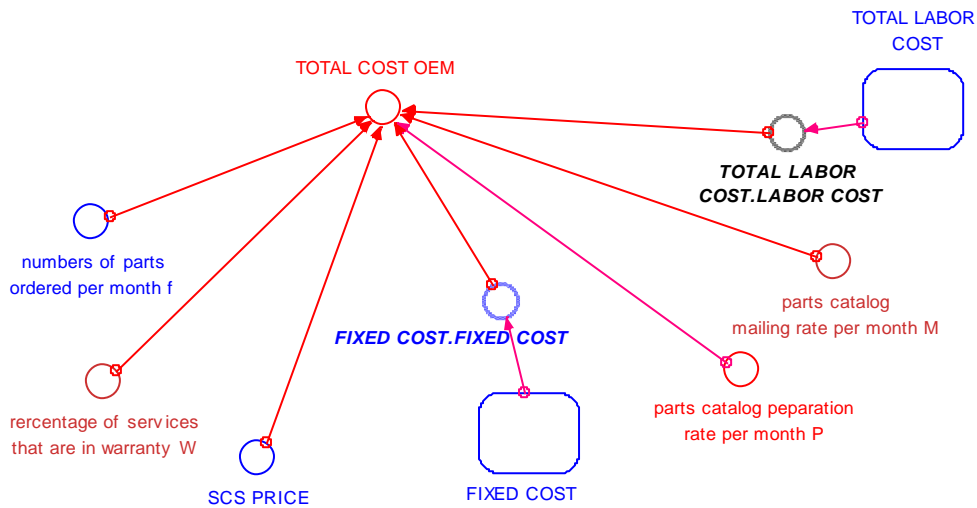 TOTAL LABOR
COST
TOTAL COST OEM
TOTAL LABOR
COST.LABOR COST
numbers of parts
ordered per month f
parts catalog
mailing rate per month M
FIXED COST.FIXED COST
rercentage of services
that are in warranty W
parts catalog peparation
rate per month P
SCS PRICE
FIXED COST